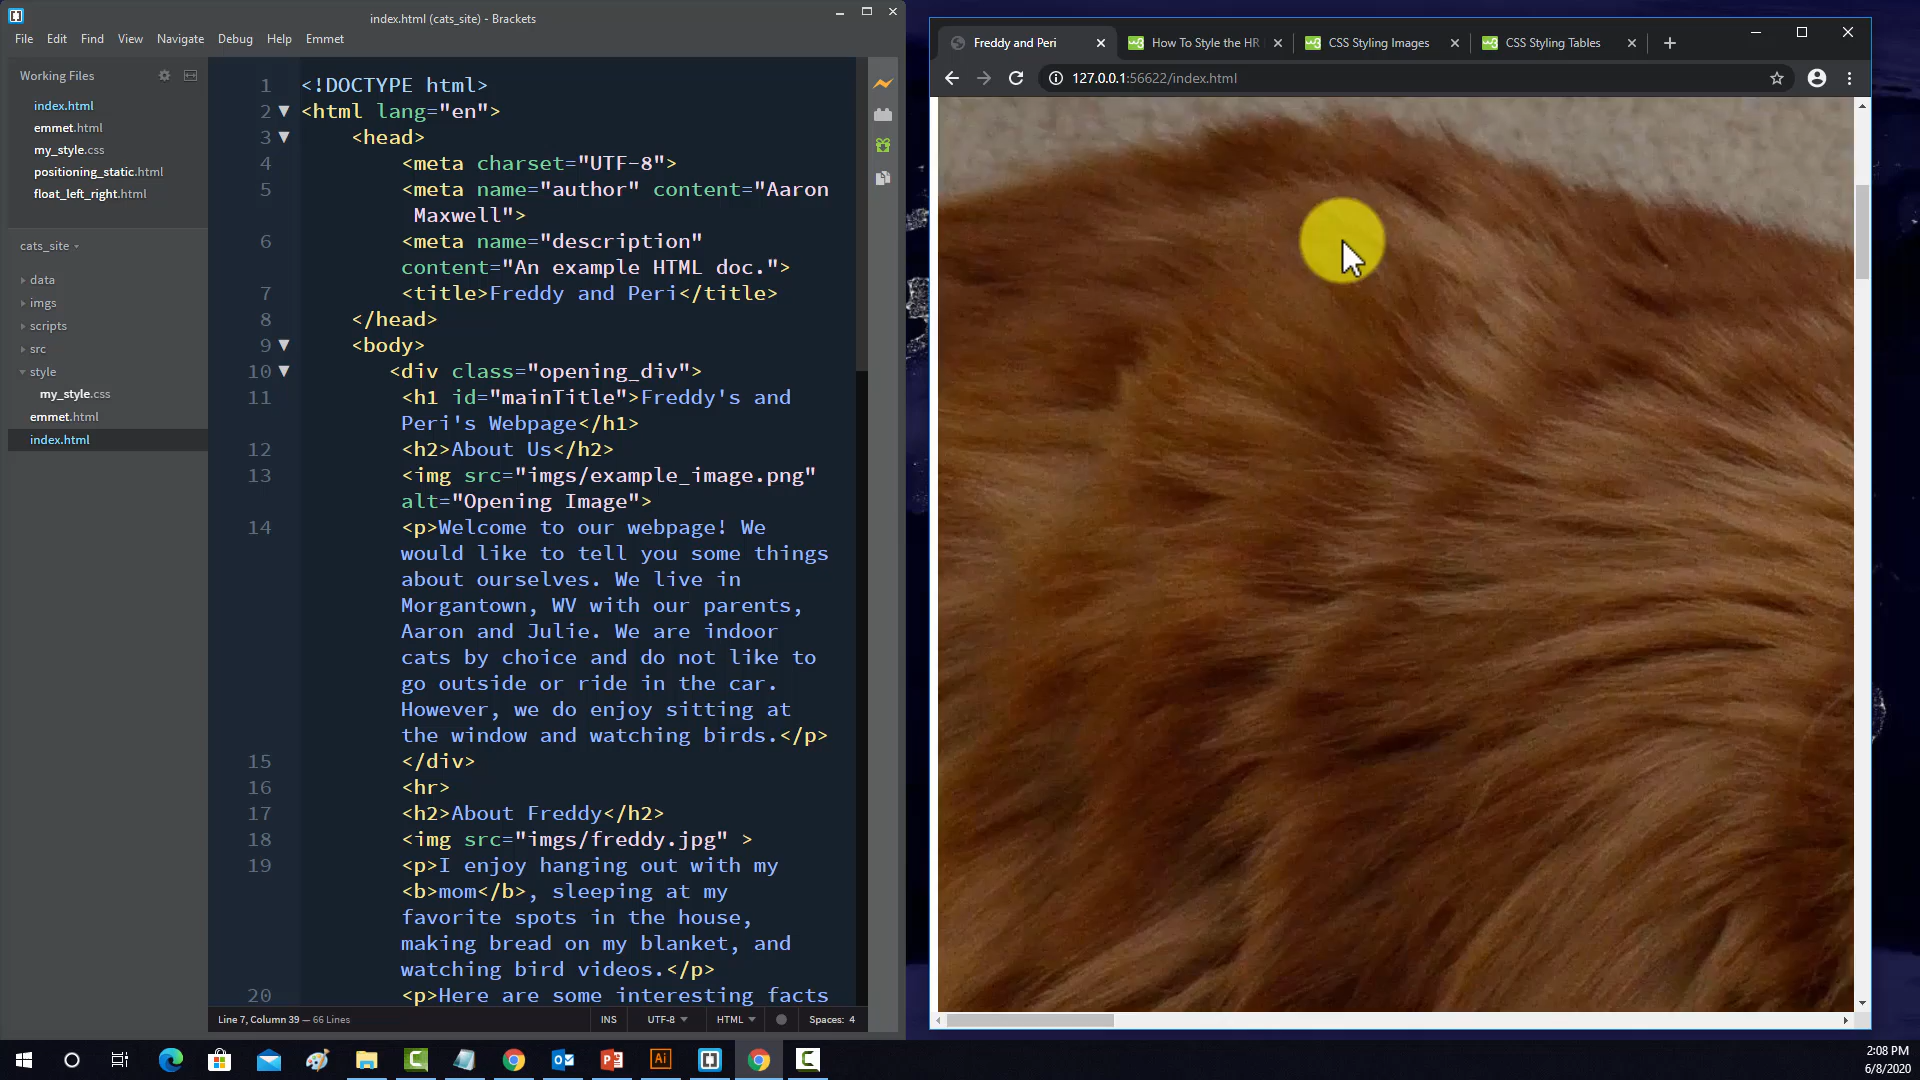 index.html (cats_site) - Brackets
File Edit Find View Navigate Debug Help Emmet
Working Files
index.html
emmet.html
my_style.css
positioning_static.html
float_left_right.html
cats_site
data
imgs
scripts
src
style
my_style.css
emmet.html
index.html
1 <!DOCTYPE html>
2 <html lang="en">
3 <head>
4 <meta charset="UTF-8">
5 <meta name="author" content="Aaron
Maxwell">
6 <meta name="description"
content="An example HTML doc.">
7 <title>Freddy and Peri</title>
8 </head>
9 <body>
10 <div class="opening_div">
11 <h1 id="mainTitle">Freddy's and
Peri's Webpage</h1>
12 <h2>About Us</h2>
13 <img src="imgs/example_image.png"
alt="Opening Image">
14 <p>Welcome to our webpage! We
would like to tell you some things
about ourselves. We live in
Morgantown, WV with our parents,
Aaron and Julie. We are indoor
cats by choice and do not like to
go outside or ride in the car.
However, we do enjoy sitting at
the window and watching birds.</p>
15 </div>
16 <hr>
17 <h2>About Freddy</h2>
18 <img src="imgs/freddy.jpg" >
19 <p>I enjoy hanging out with my
<b>mom</b>, sleeping at my
favorite spots in the house,
making bread on my blanket, and
watching bird videos.</p>
20 <p>Here are some interesting facts
Line 7, Column 39 — 66 Lines INS UTF-8 HTML Spaces: 4
Freddy and Peri
How To Style the HR
CSS Styling Images
CSS Styling Tables
127.0.0.1:56622/index.html
2:08 PM
6/8/2020